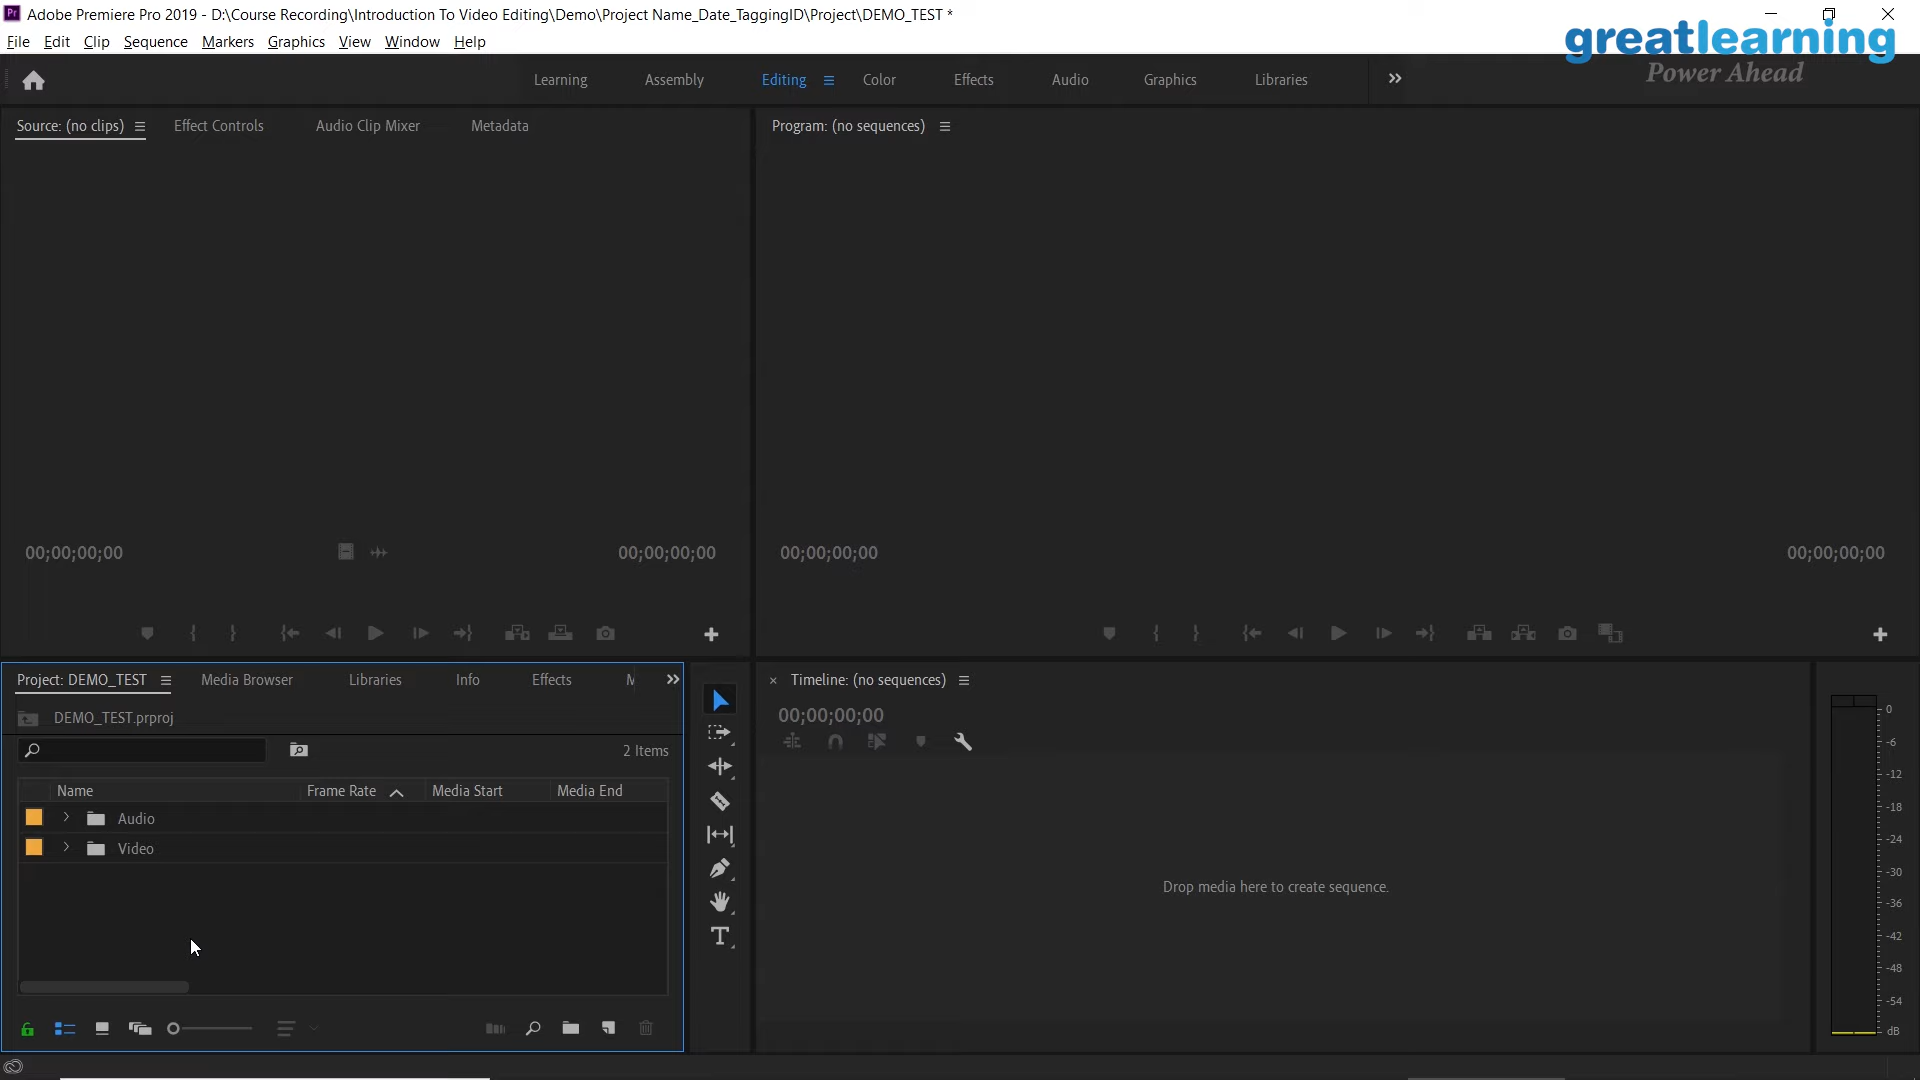 Adobe Premiere Pro 2019 - D:\Course Recording\Introduction To Video Editing\Demo\Project Name_Date_TaggingID\Project\DEMO_TEST *
File Edit Clip Sequence Markers Graphics View Window Help
greatlearning
Power Ahead
Learning Assembly Editing Color Effects Audio Graphics Libraries
Source: (no clips) Effect Controls Audio Clip Mixer Metadata
Program: (no sequences)
00;00;00;00 00;00;00;00
00;00;00;00 00;00;00;00
Project: DEMO_TEST Media Browser Libraries Info Effects
DEMO_TEST.prproj
2 Items
Name Frame Rate Media Start Media End
Audio
Video
Timeline: (no sequences)
00;00;00;00
Drop media here to create sequence.
0
-6
-12
-18
-24
-30
-36
-42
-48
-54
dB